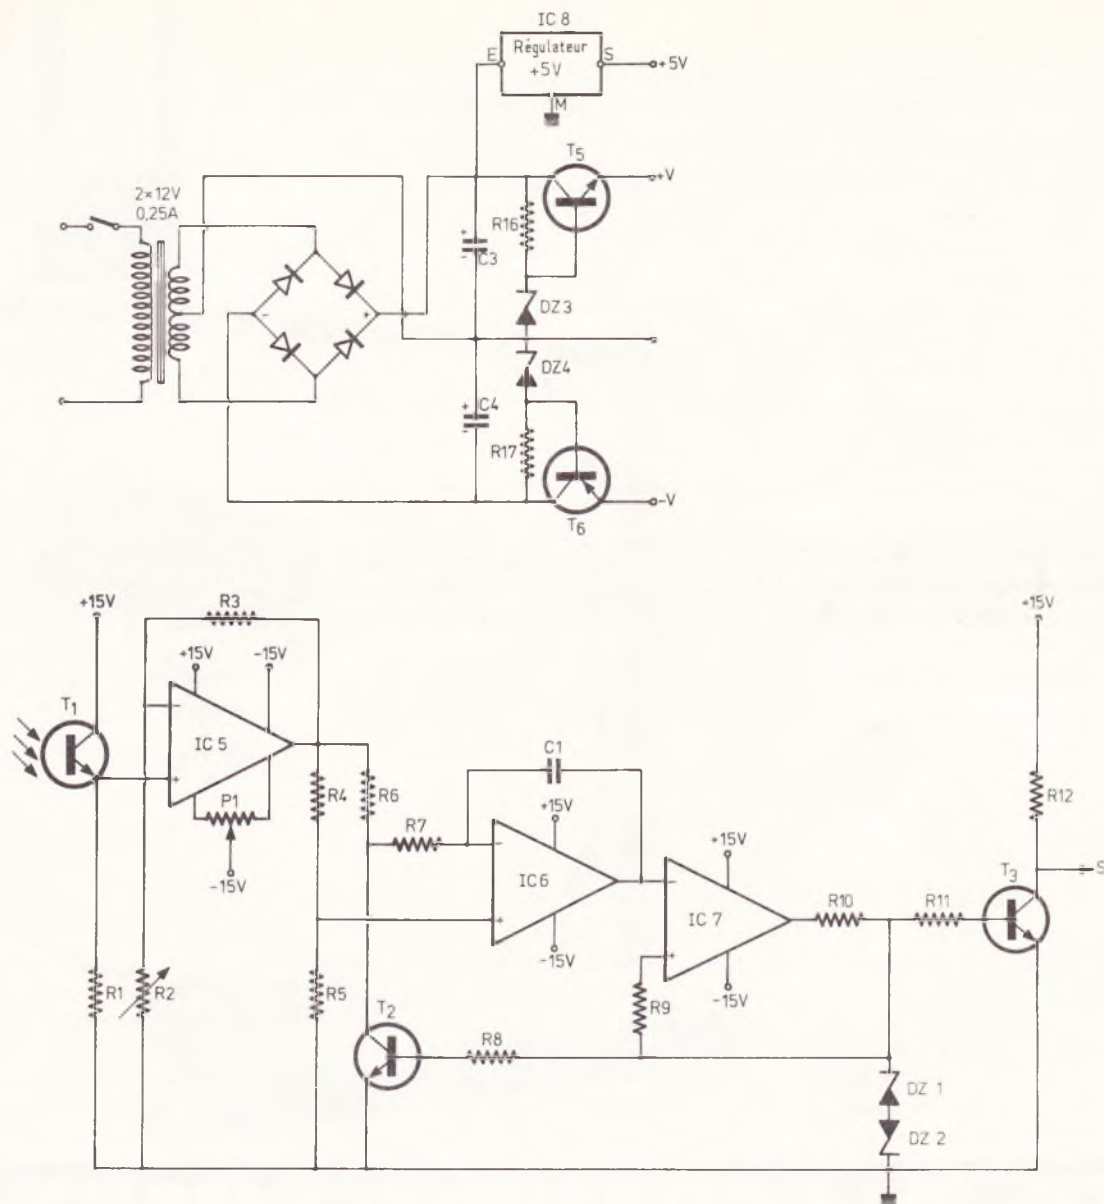 IC 8
Régulateur
+5V
E
S
M
+5V
T5
+V
2×12V
0,25A
R16
+
-
C3
DZ3
-
+
DZ4
+
-
C4
R17
T6
-V
+15V
R3
+15V
-15V
T1
-
IC 5
+
P1
-15V
R4
R6
R7
C1
+15V
-
IC6
+
-15V
+15V
-
IC 7
+
-15V
R10
R11
+15V
R12
T3
S
R1
R2
R5
T2
R8
R9
DZ 1
DZ 2